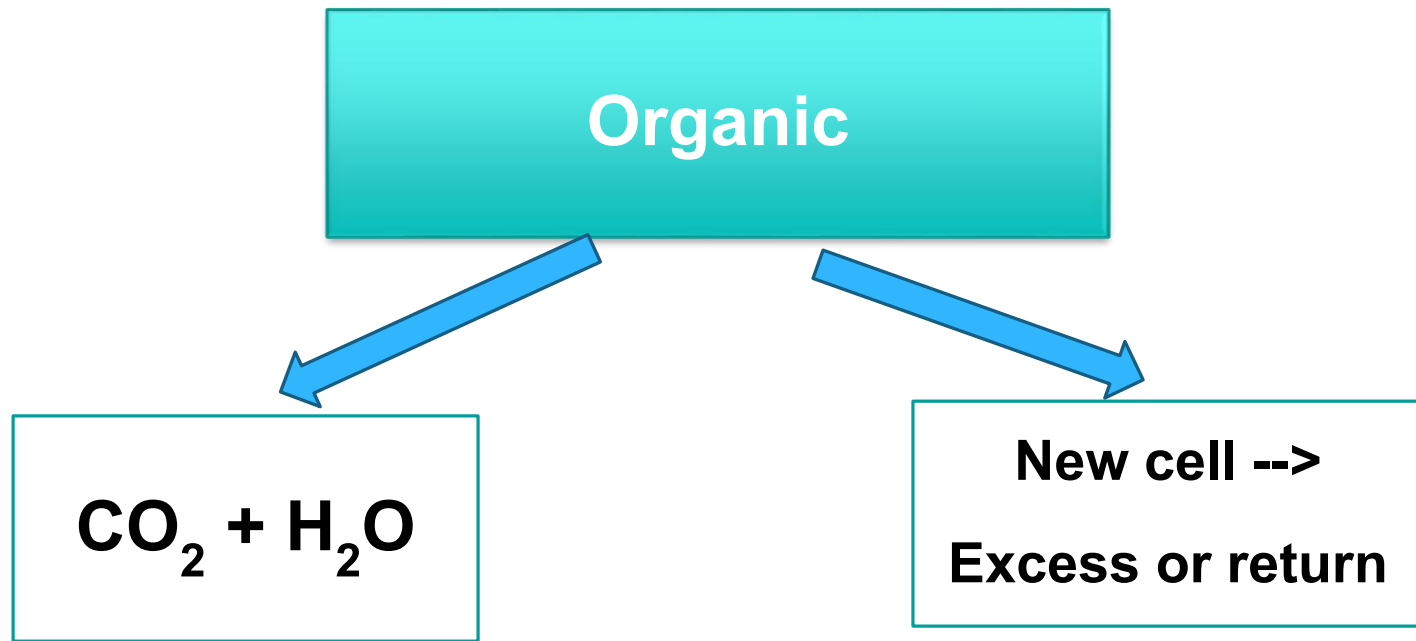 Organic
CO₂ + H₂O
New cell -->
Excess or return